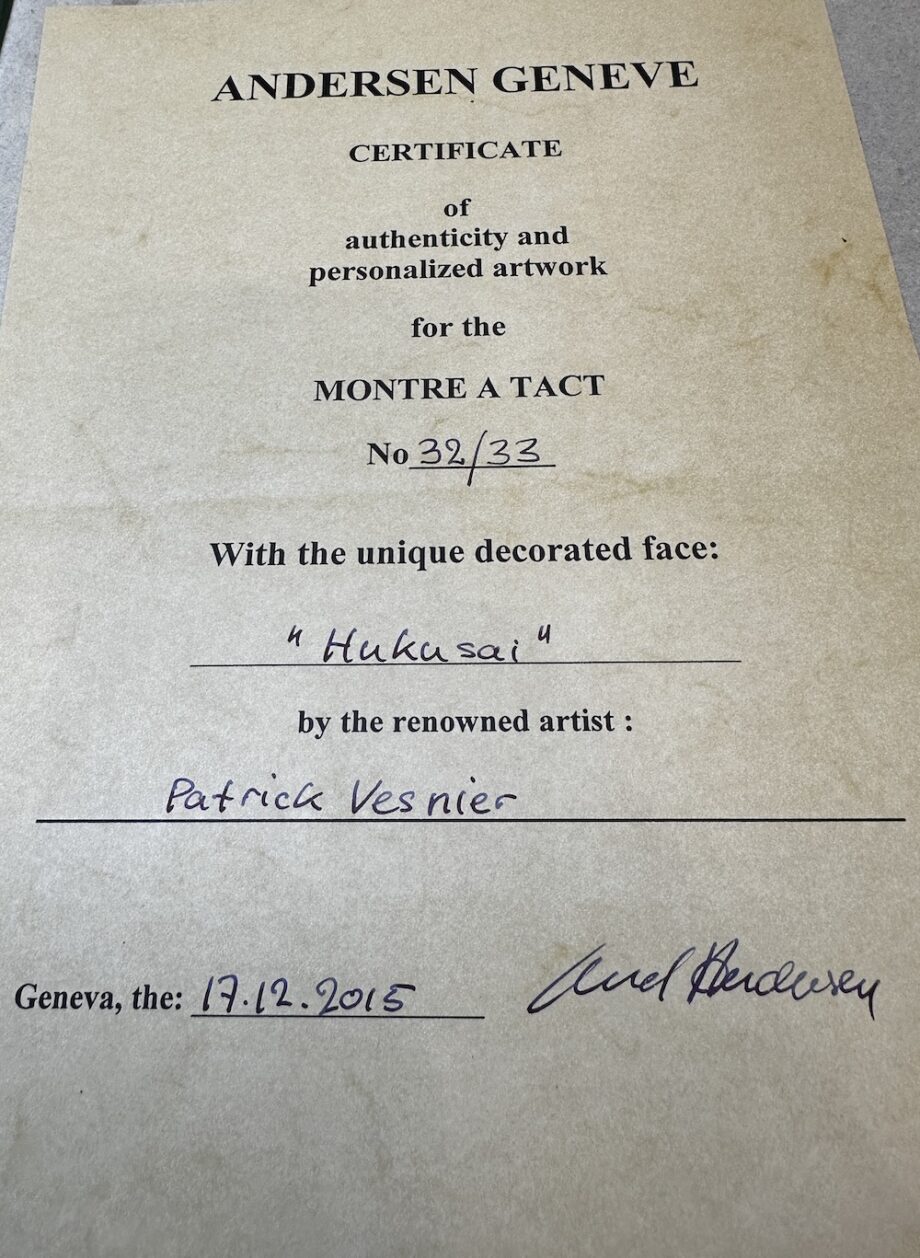 ANDERSEN GENEVE
CERTIFICATE
of
authenticity and
personalized artwork
for the
MONTRE A TACT
No 32/33
With the unique decorated face:
"Hukusai"
by the renowned artist :
Patrick Vesnier
Geneva, the: 17.12.2015
Andersen